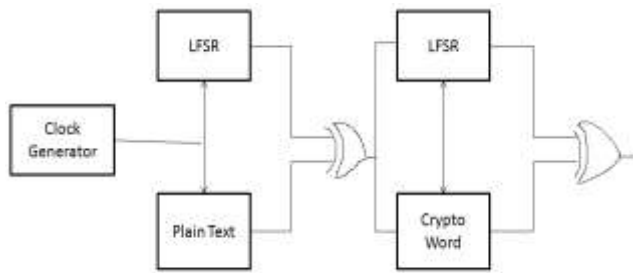 LFSR
LFSR
Clock
Generator
Plain Text
Crypto
Word